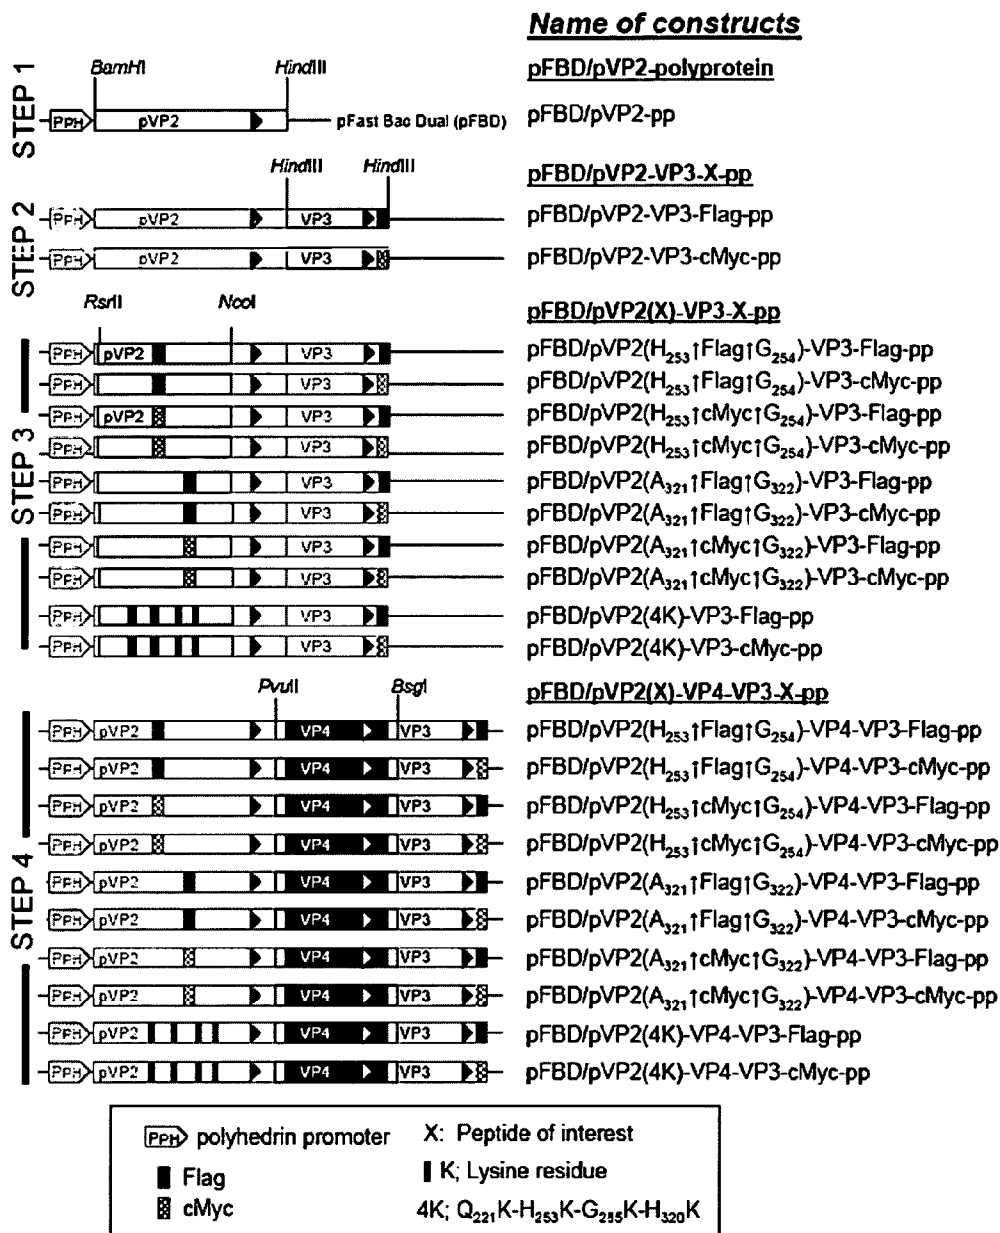 Name of constructs
STEP 1
BamHI HindIII
pFBD/pVP2-polyprotein
PPH pVP2 pFast Bac Dual (pFBD) pFBD/pVP2-pp
STEP 2
HindIII HindIII
pFBD/pVP2-VP3-X-pp
PPH pVP2 VP3 pFBD/pVP2-VP3-Flag-pp
PPH pVP2 VP3 pFBD/pVP2-VP3-cMyc-pp
STEP 3
RsrII NcoI
pFBD/pVP2(X)-VP3-X-pp
PPH pVP2 VP3 pFBD/pVP2(H253↑Flag↑G254)-VP3-Flag-pp
PPH VP3 pFBD/pVP2(H253↑Flag↑G254)-VP3-cMyc-pp
PPH pVP2 VP3 pFBD/pVP2(H253↑cMyc↑G254)-VP3-Flag-pp
PPH VP3 pFBD/pVP2(H253↑cMyc↑G254)-VP3-cMyc-pp
PPH VP3 pFBD/pVP2(A321↑Flag↑G322)-VP3-Flag-pp
PPH VP3 pFBD/pVP2(A321↑Flag↑G322)-VP3-cMyc-pp
PPH VP3 pFBD/pVP2(A321↑cMyc↑G322)-VP3-Flag-pp
PPH VP3 pFBD/pVP2(A321↑cMyc↑G322)-VP3-cMyc-pp
PPH VP3 pFBD/pVP2(4K)-VP3-Flag-pp
PPH VP3 pFBD/pVP2(4K)-VP3-cMyc-pp
STEP 4
PvuII BsgI
pFBD/pVP2(X)-VP4-VP3-X-pp
PPH pVP2 VP4 VP3 pFBD/pVP2(H253↑Flag↑G254)-VP4-VP3-Flag-pp
PPH pVP2 VP4 VP3 pFBD/pVP2(H253↑Flag↑G254)-VP4-VP3-cMyc-pp
PPH pVP2 VP4 VP3 pFBD/pVP2(H253↑cMyc↑G254)-VP4-VP3-Flag-pp
PPH pVP2 VP4 VP3 pFBD/pVP2(H253↑cMyc↑G254)-VP4-VP3-cMyc-pp
PPH pVP2 VP4 VP3 pFBD/pVP2(A321↑Flag↑G322)-VP4-VP3-Flag-pp
PPH pVP2 VP4 VP3 pFBD/pVP2(A321↑Flag↑G322)-VP4-VP3-cMyc-pp
PPH pVP2 VP4 VP3 pFBD/pVP2(A321↑cMyc↑G322)-VP4-VP3-Flag-pp
PPH pVP2 VP4 VP3 pFBD/pVP2(A321↑cMyc↑G322)-VP4-VP3-cMyc-pp
PPH pVP2 VP4 VP3 pFBD/pVP2(4K)-VP4-VP3-Flag-pp
PPH pVP2 VP4 VP3 pFBD/pVP2(4K)-VP4-VP3-cMyc-pp
PPH polyhedrin promoter X: Peptide of interest
Flag K; Lysine residue
cMyc 4K; Q221K-H253K-G285K-H320K